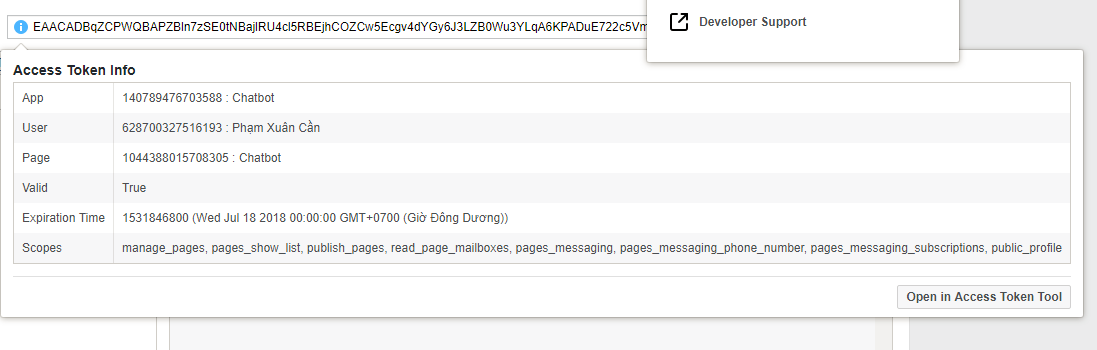 Developer Support
EAACADBqZCPWQBAPZBIn7zSE0tNBajlRU4cl5RBEjhCOZCw5Ecgv4dYGy6J3LZB0Wu3YLqA6KPADuE722c5Vm
Access Token Info
App 140789476703588 : Chatbot
User 628700327516193 : Phạm Xuân Cần
Page 1044388015708305 : Chatbot
Valid True
Expiration Time 1531846800 (Wed Jul 18 2018 00:00:00 GMT+0700 (Giờ Đông Dương))
Scopes manage_pages, pages_show_list, publish_pages, read_page_mailboxes, pages_messaging, pages_messaging_phone_number, pages_messaging_subscriptions, public_profile
Open in Access Token Tool